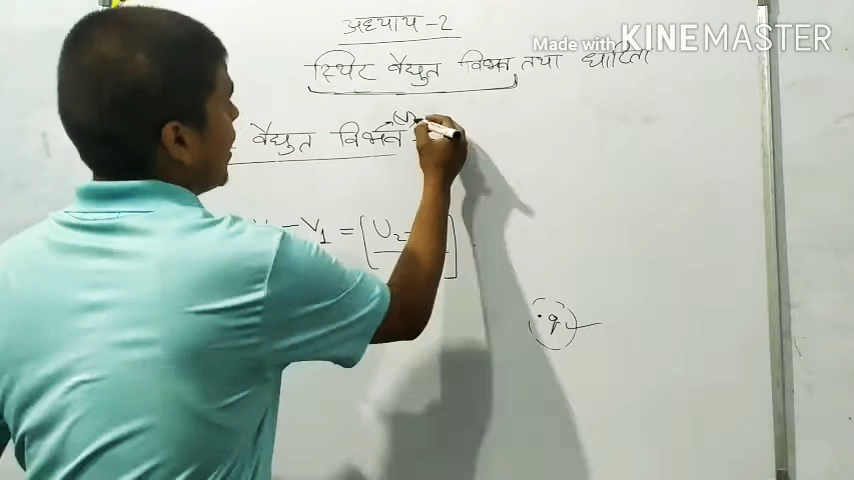 अध्याय -2
Made with KINEMASTER
स्थिर वैद्युत विभव तथा धारिता
वैद्युत विभव (V)
- V₁ = [U₂-
q